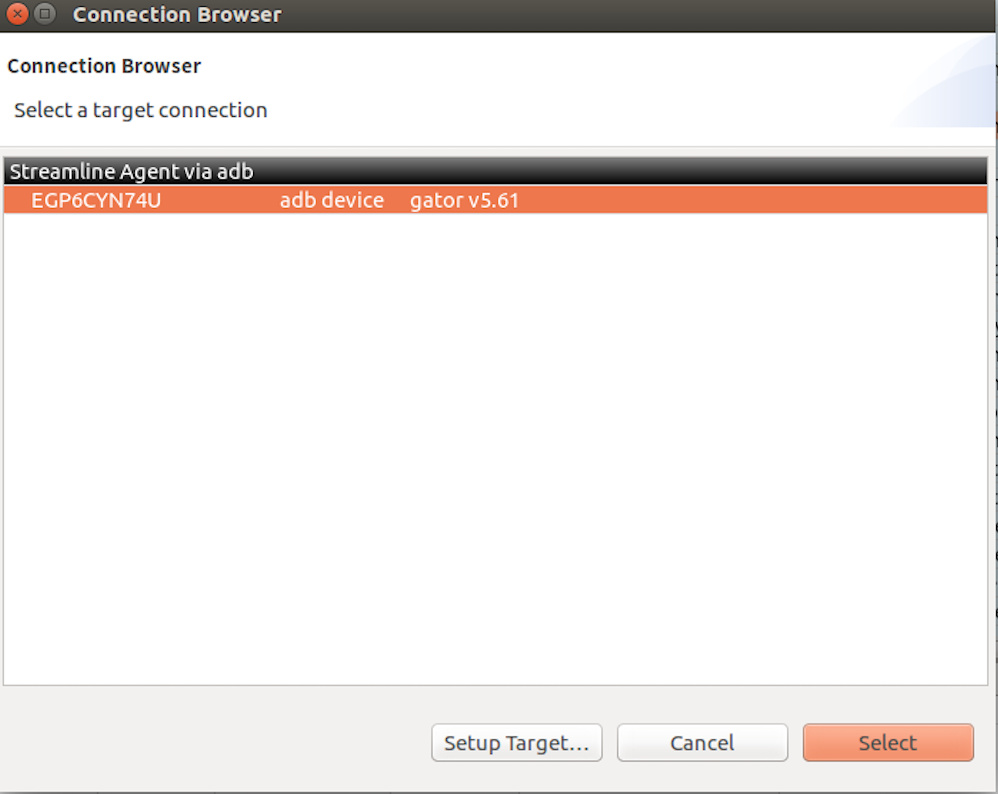 Connection Browser
Connection Browser
Select a target connection
Streamline Agent via adb
EGP6CYN74U adb device gator v5.61
Setup Target... Cancel Select